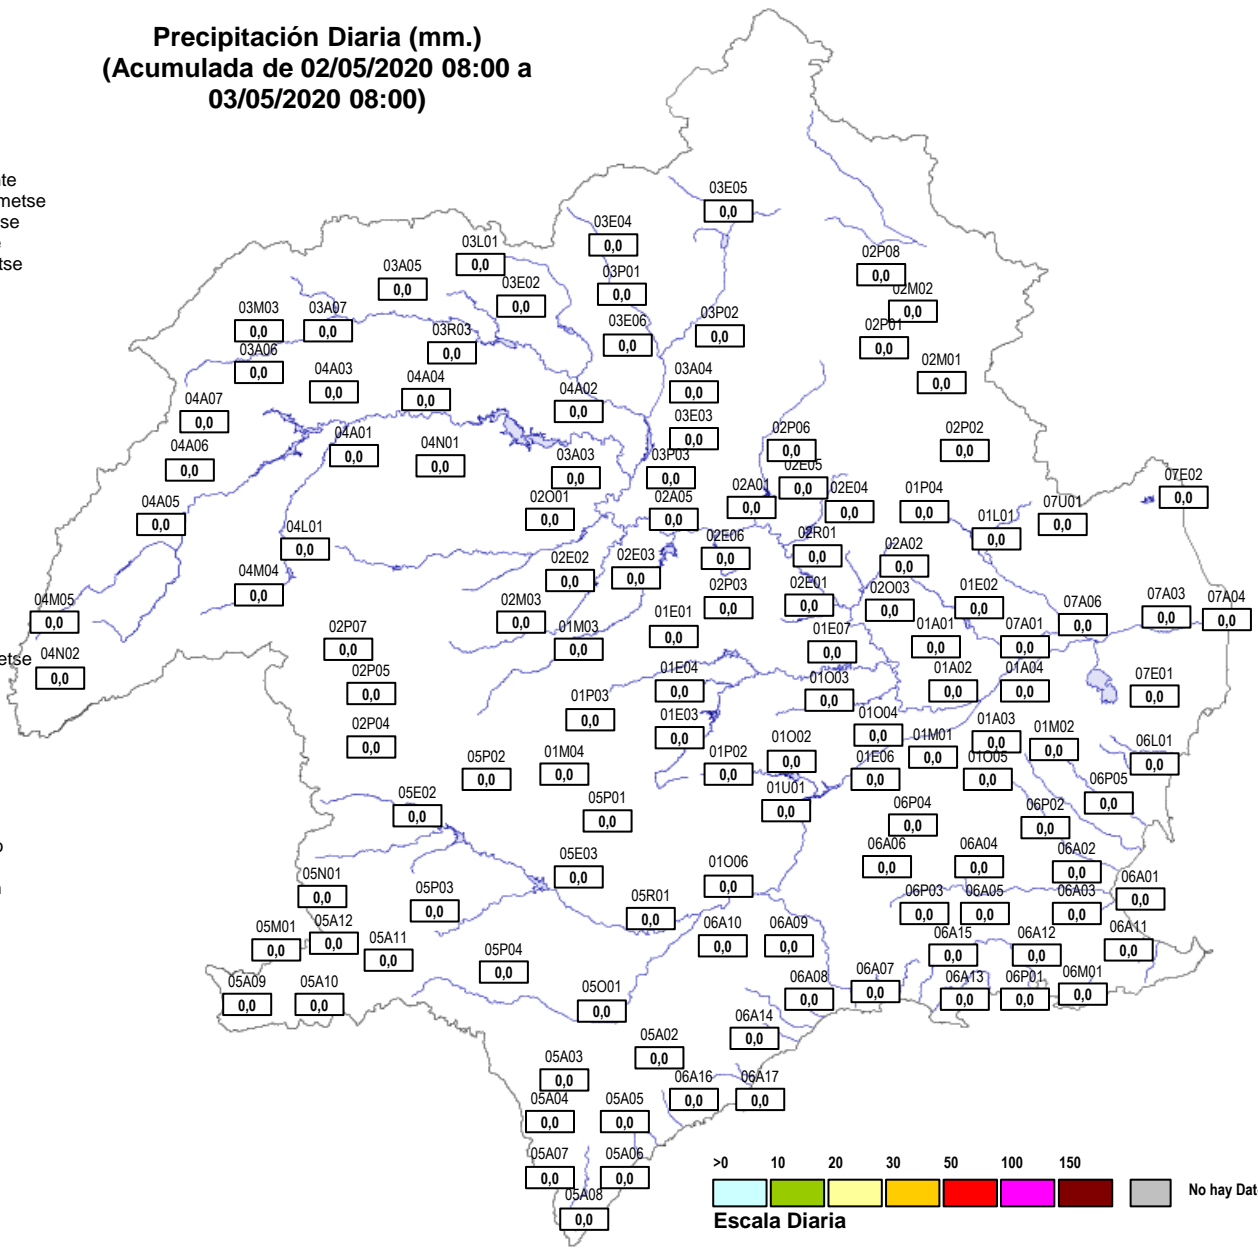 Precipitación Diaria (mm.)
(Acumulada de 02/05/2020 08:00 a
03/05/2020 08:00)
te
metse
se
tse
03E05
0,0
03E04
0,0
03L01
0,0
02P08
0,0
03A05
0,0
03P01
0,0
03E02
0,0
02M02
0,0
03M03
0,0
03A07
0,0
03P02
0,0
03E06
0,0
02P01
0,0
03R03
0,0
03A06
0,0
02M01
0,0
04A03
0,0
04A04
0,0
03A04
0,0
04A02
0,0
04A07
0,0
03E03
0,0
04A01
0,0
02P06
0,0
02P02
0,0
04A06
0,0
04N01
0,0
03A03
0,0
03P03
0,0
02E05
0,0
07E02
0,0
02A01
0,0
02E04
0,0
01P04
0,0
04A05
0,0
02O01
0,0
02A05
0,0
07U01
0,0
01L01
0,0
04L01
0,0
02E06
0,0
02R01
0,0
02A02
0,0
02E02
0,0
02E03
0,0
04M04
0,0
02P03
0,0
02E01
0,0
02O03
0,0
01E02
0,0
07A03
0,0
07A04
0,0
04M05
0,0
02M03
0,0
07A06
0,0
01E01
0,0
02P07
0,0
01M03
0,0
01E07
0,0
01A01
0,0
07A01
0,0
etse
04N02
0,0
02P05
0,0
01E04
0,0
01O03
0,0
01A02
0,0
01A04
0,0
07E01
0,0
01P03
0,0
02P04
0,0
01E03
0,0
01O04
0,0
01A03
0,0
01M02
0,0
01M01
0,0
01O02
0,0
06L01
0,0
05P02
0,0
01M04
0,0
01P02
0,0
01E06
0,0
01O05
0,0
05E02
0,0
05P01
0,0
01U01
0,0
06P05
0,0
06P04
0,0
06P02
0,0
o
05E03
0,0
01O06
0,0
06A06
0,0
06A04
0,0
06A02
0,0
05N01
0,0
05P03
0,0
05R01
0,0
06P03
0,0
06A05
0,0
06A03
0,0
06A01
0,0
05M01
0,0
05A12
0,0
05A11
0,0
06A10
0,0
06A09
0,0
06A15
0,0
06A12
0,0
06A11
0,0
05P04
0,0
05A09
0,0
05A10
0,0
05O01
0,0
06A08
0,0
06A07
0,0
06A13
0,0
06P01
0,0
06M01
0,0
06A14
0,0
05A02
0,0
05A03
0,0
06A16
0,0
06A17
0,0
05A04
0,0
05A05
0,0
05A07
0,0
05A06
0,0
05A08
0,0
>0 10 20 30 50 100 150
No hay Dat
Escala Diaria